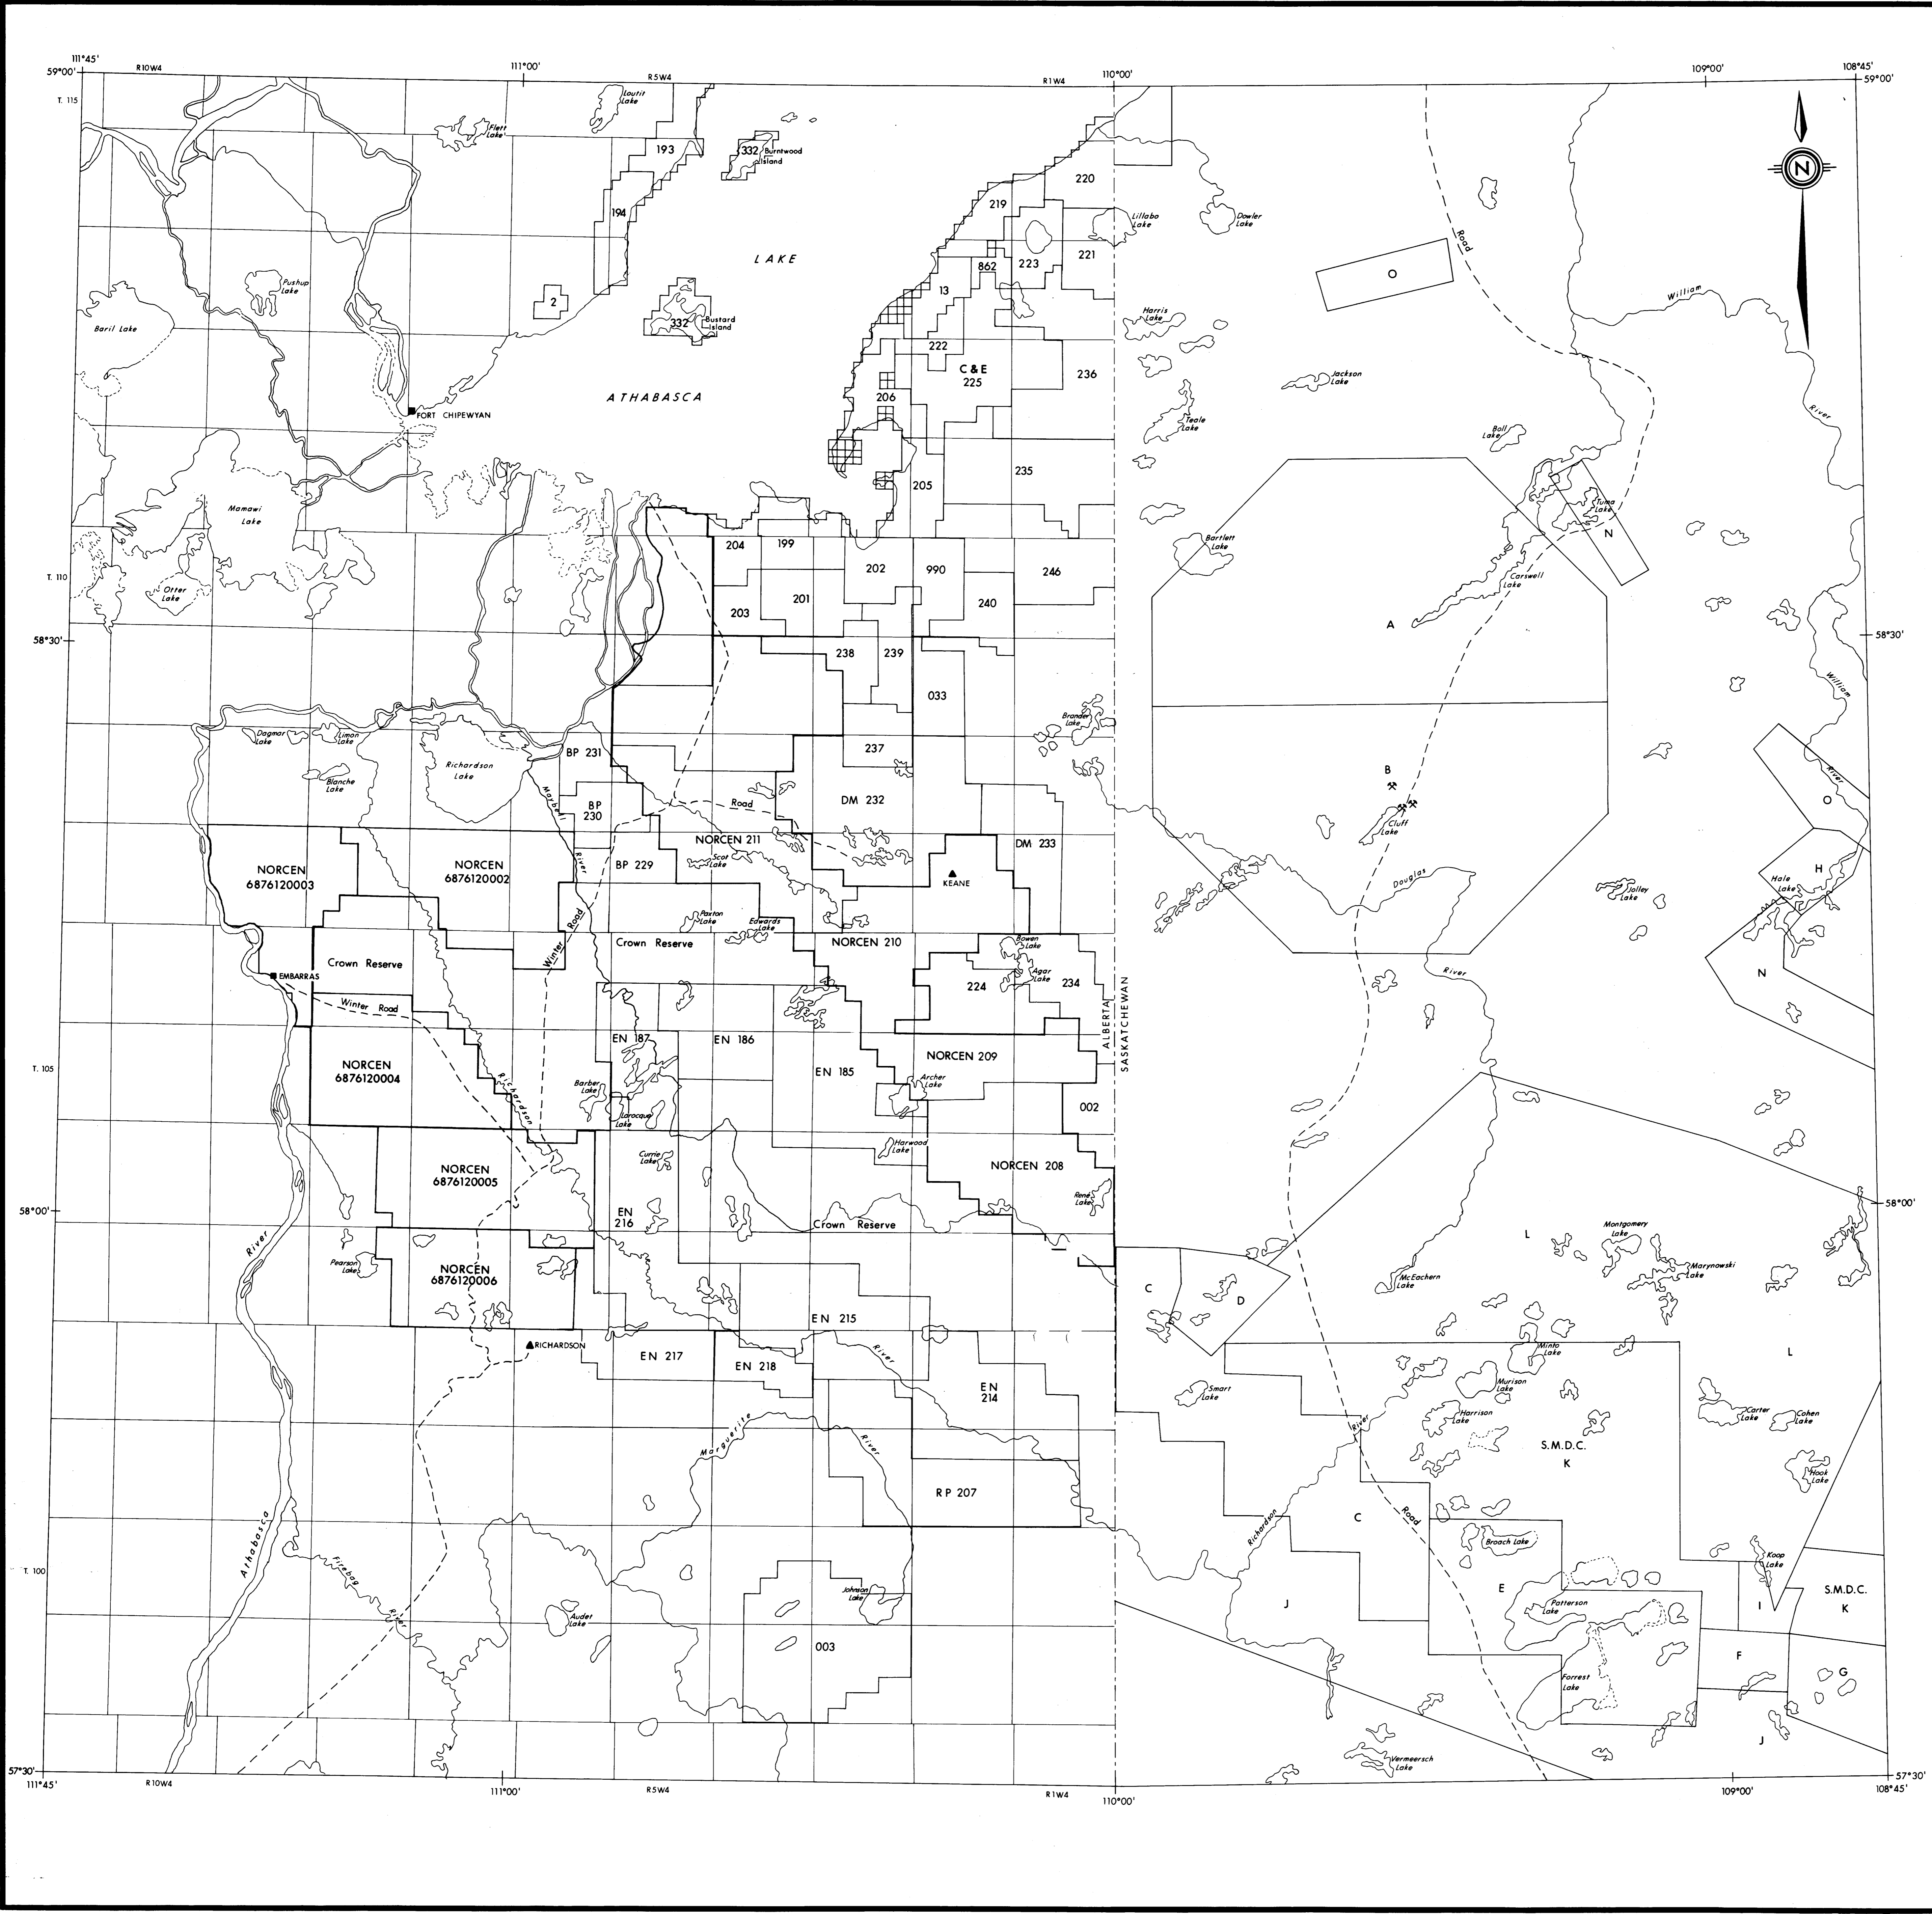 111°45'
R10W4
111°00'
R5W4
R1W4
110°00'
109°00'
108°45'
59°00'
59°00'
T. 115
Loutit
Lake
Flett
Lake
193
332
Burntwood
Island
N
194
220
219
Lillabo
Lake
Dowler
Lake
Road
LAKE
221
862
223
O
Pushup
Lake
2
13
William
Harris
Lake
Baril Lake
332
Bustard
Island
222
C & E
225
236
Jackson
Lake
ATHABASCA
206
River
FORT CHIPEWYAN
Teale
Lake
Boll
Lake
235
205
Mamawi
Lake
Tuma
Lake
N
204
199
Bartlett
Lake
T. 110
202
990
246
Carswell
Lake
Otter
Lake
203
201
240
A
58°30'
58°30'
238
239
033
William
Brander
Lake
Dagmar
Lake
Limon
Lake
BP 231
237
Richardson
Lake
Blanche
Lake
B
River
Maybell
BP
230
Road
DM 232
O
Cluff
Lake
NORCEN 211
DM 233
River
BP 229
Scot
Lake
NORCEN
6876120003
NORCEN
6876120002
KEANE
Douglas
Hale
Lake
H
Jolley
Lake
Winter Road
Paxton
Lake
Edwards
Lake
Crown Reserve
NORCEN 210
Bowen
Lake
Crown Reserve
EMBARRAS
Agar
Lake
River
N
224
234
Winter Road
ALBERTA
SASKATCHEWAN
EN 187
EN 186
NORCEN 209
T. 105
NORCEN
6876120004
EN 185
Richardson
Barber
Lake
Archer
Lake
Larocque
Lake
002
Harwood
Lake
Currie
Lake
NORCEN
6876120005
NORCEN 208
René
Lake
58°00'
58°00'
EN
216
Crown Reserve
River
Montgomery
Lake
L
Pearson
Lake
NORCEN
6876120006
McEachern
Lake
Marynowski
Lake
C
D
EN 215
RICHARDSON
EN 217
EN 218
River
Minto
Lake
L
EN
214
Smart
Lake
Murison
Lake
Marguerite
River
River
Harrison
Lake
Carter
Lake
Cohen
Lake
S.M.D.C.
K
Hook
Lake
RP 207
C
Road
Richardson
Athabasca
Broach Lake
Koop
Lake
T. 100
Firebag
River
Johnson
Lake
E
S.M.D.C.
K
Audet
Lake
J
Patterson
Lake
I
003
F
G
Forrest
Lake
J
Vermeersch
Lake
57°30'
57°30'
111°45'
R10W4
111°00'
R5W4
R1W4
110°00'
109°00'
108°45'